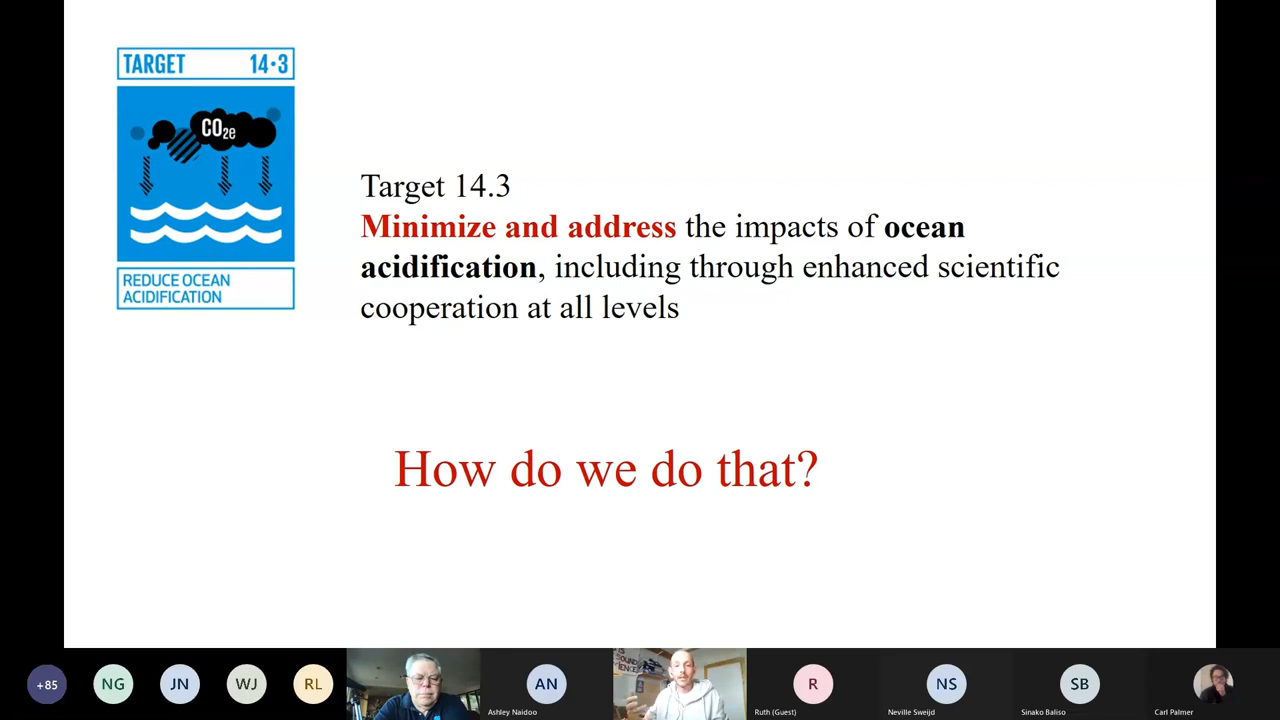 TARGET 14.3
CO2e
REDUCE OCEAN
ACIDIFICATION
Target 14.3
Minimize and address the impacts of ocean
acidification, including through enhanced scientific
cooperation at all levels
How do we do that?
+85
NG
JN
WJ
RL
AN
R
NS
SB
Ashley Naidoo
Ruth (Guest)
Neville Sweijd
Sinako Baliso
Carl Palmer